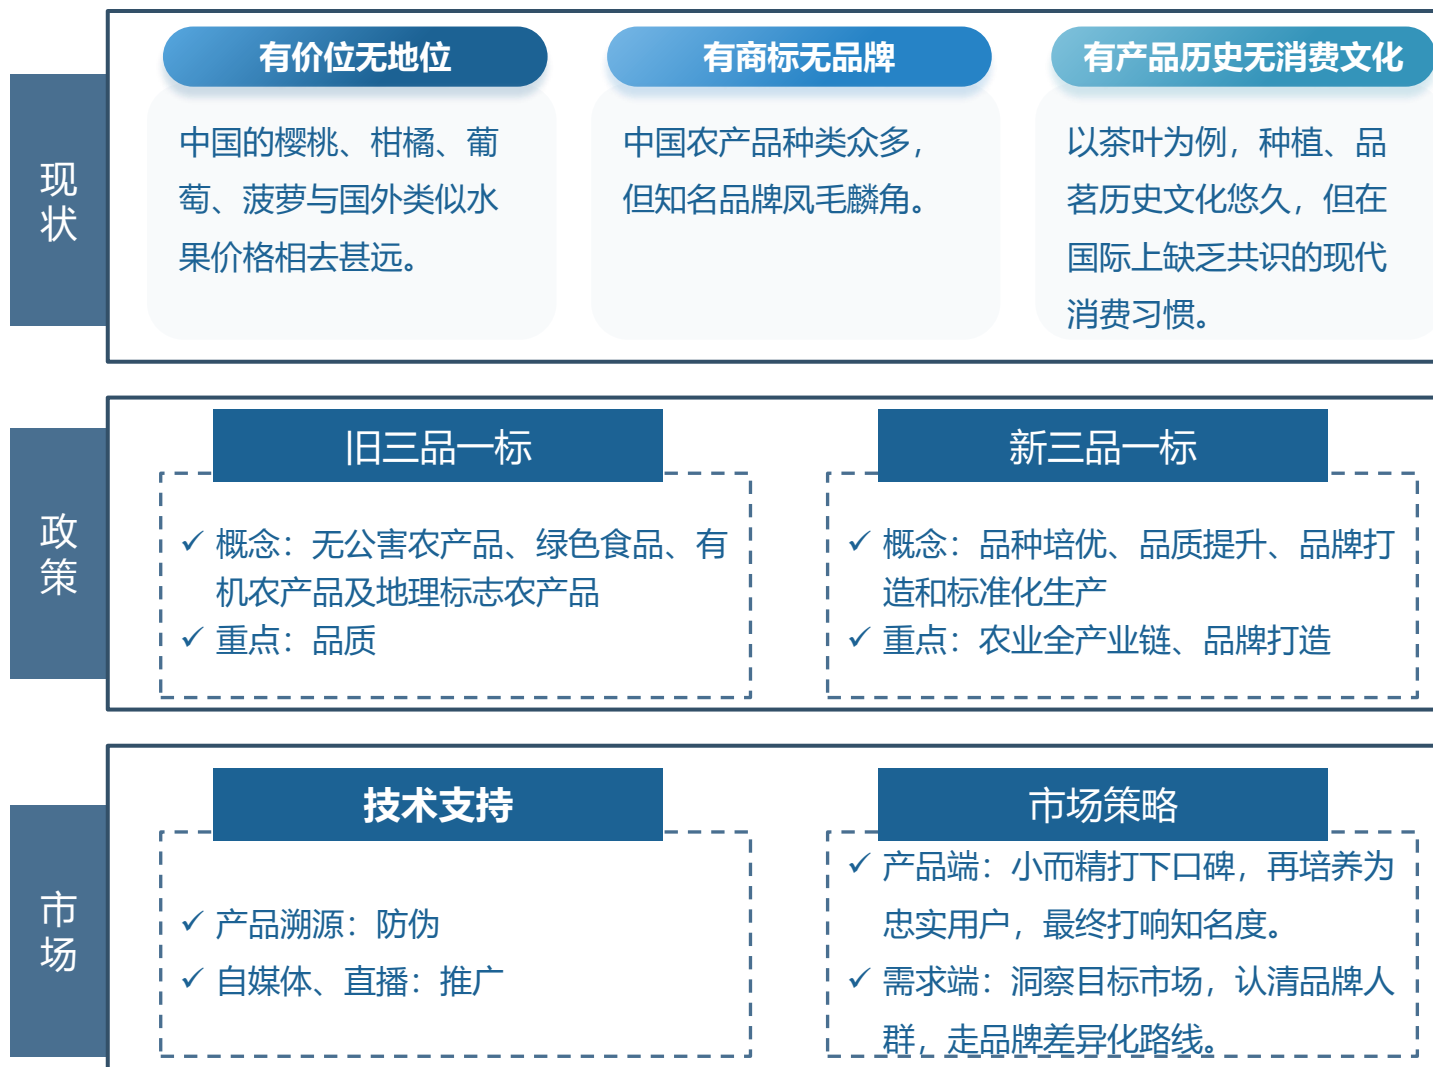 现状
有价位无地位
中国的樱桃、柑橘、葡
萄、菠萝与国外类似水
果价格相去甚远。
有商标无品牌
中国农产品种类众多，
但知名品牌凤毛麟角。
有产品历史无消费文化
以茶叶为例，种植、品
茗历史文化悠久，但在
国际上缺乏共识的现代
消费习惯。
政策
旧三品一标
✓ 概念：无公害农产品、绿色食品、有
机农产品及地理标志农产品
✓ 重点：品质
新三品一标
✓ 概念：品种培优、品质提升、品牌打
造和标准化生产
✓ 重点：农业全产业链、品牌打造
市场
技术支持
✓ 产品溯源：防伪
✓ 自媒体、直播：推广
市场策略
✓ 产品端：小而精打下口碑，再培养为
忠实用户，最终打响知名度。
✓ 需求端：洞察目标市场，认清品牌人
群，走品牌差异化路线。